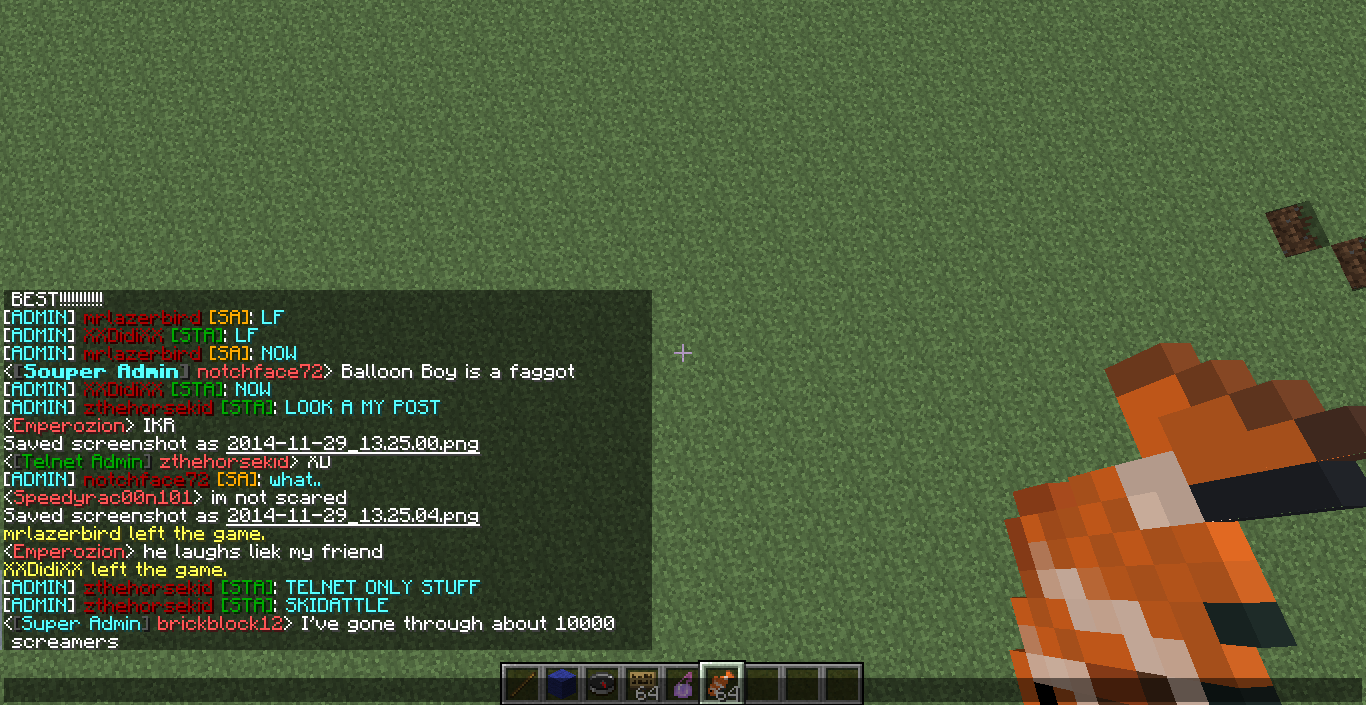 BEST!!!!!!!!!!
[ADMIN] mrlazerbird [SA]: LF
[ADMIN] XXDidiXX [STA]: LF
[ADMIN] mrlazerbird [SA]: NOW
<[Souper Admin] notchface72> Balloon Boy is a faggot
[ADMIN] XXDidiXX [STA]: NOW
[ADMIN] zthehorsekid [STA]: LOOK A MY POST
<Emperozion> IKR
Saved screenshot as 2014-11-29_13.25.00.png
<[Telnet Admin] zthehorsekid> XD
[ADMIN] notchface72 [SA]: what..
<Speedyrac00n101> im not scared
Saved screenshot as 2014-11-29_13.25.04.png
mrlazerbird left the game.
<Emperozion> he laughs liek my friend
XXDidiXX left the game.
[ADMIN] zthehorsekid [STA]: TELNET ONLY STUFF
[ADMIN] zthehorsekid [STA]: SKIDATTLE
<[Super Admin] brickblock12> I've gone through about 10000
screamers
64 64